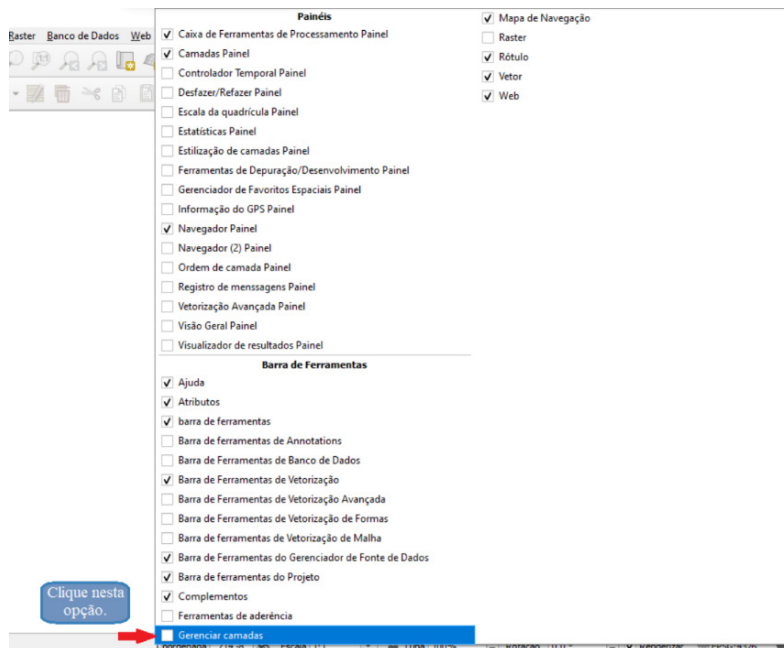 Raster Banco de Dados Web
Painéis
Caixa de Ferramentas de Processamento Painel
Camadas Painel
Controlador Temporal Painel
Desfazer/Refazer Painel
Escala da quadrícula Painel
Estatísticas Painel
Estilização de camadas Painel
Ferramentas de Depuração/Desenvolvimento Painel
Gerenciador de Favoritos Espaciais Painel
Informação do GPS Painel
Navegador Painel
Navegador (2) Painel
Ordem de camada Painel
Registro de menssagens Painel
Vetorização Avançada Painel
Visão Geral Painel
Visualizador de resultados Painel
Barra de Ferramentas
Ajuda
Atributos
barra de ferramentas
Barra de ferramentas de Annotations
Barra de Ferramentas de Banco de Dados
Barra de Ferramentas de Vetorização
Barra de Ferramentas de Vetorização Avançada
Barra de Ferramentas de Vetorização de Formas
Barra de Ferramentas de Vetorização de Malha
Barra de Ferramentas do Gerenciador de Fonte de Dados
Barra de ferramentas do Projeto
Complementos
Ferramentas de aderência
Gerenciar camadas
Mapa de Navegação
Raster
Rótulo
Vetor
Web
Clique nesta
opção.